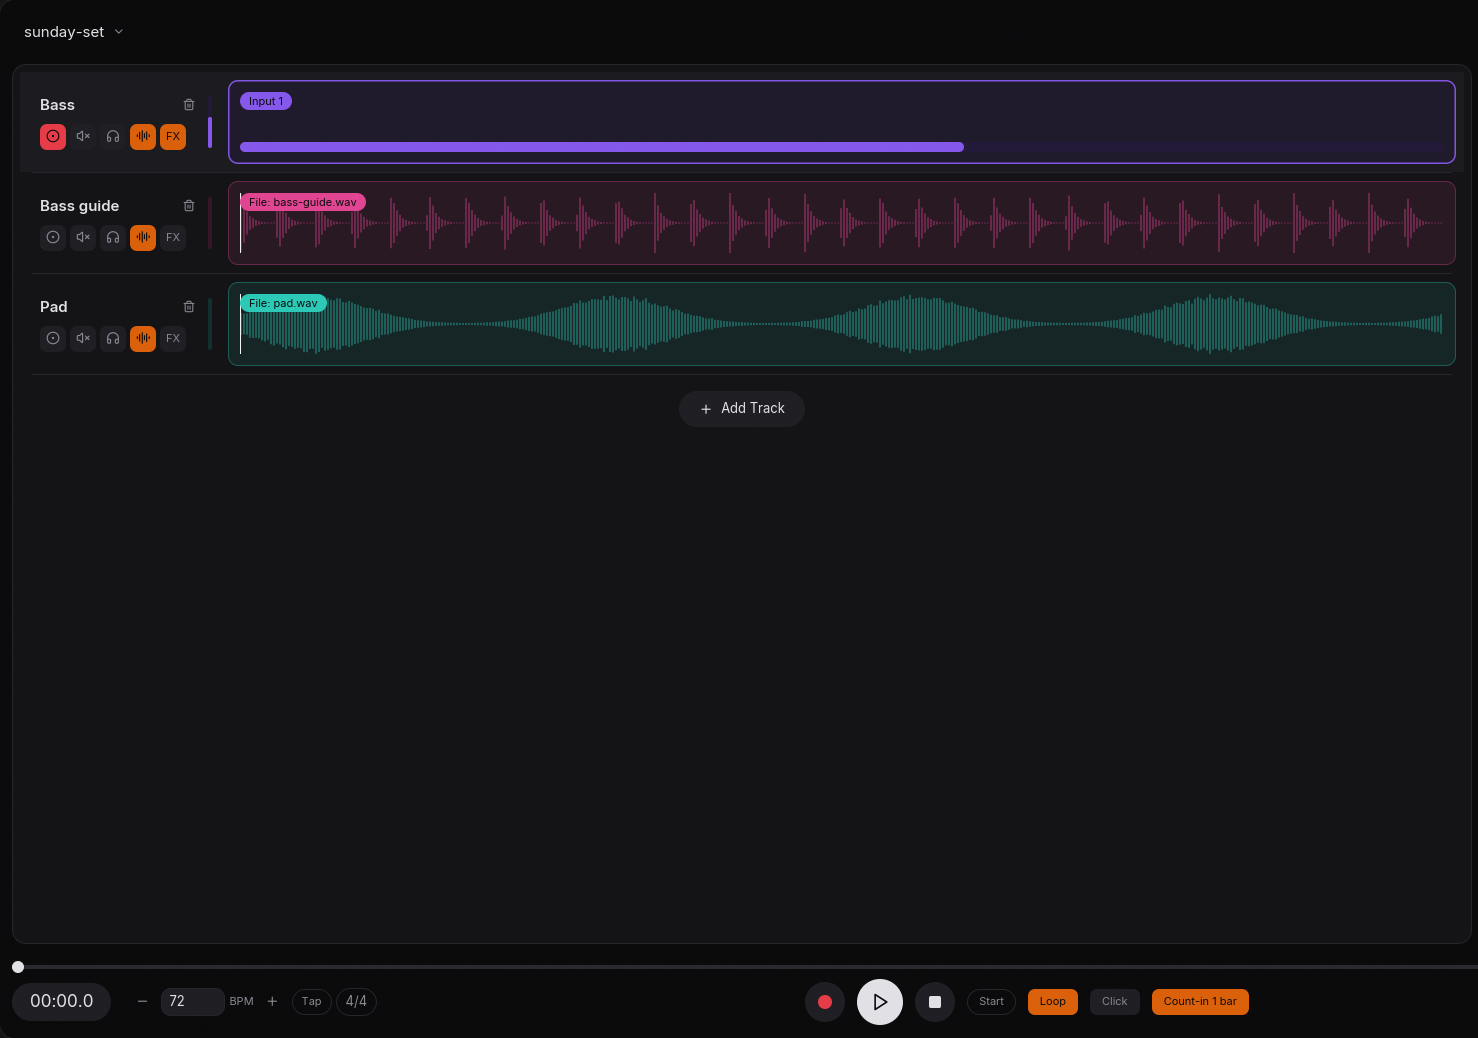 sunday-set
Bass
Input 1
FX
Bass guide
File: bass-guide.wav
FX
Pad
File: pad.wav
FX
Add Track
00:00.0
72
BPM
Tap
4/4
Start
Loop
Click
Count-in 1 bar